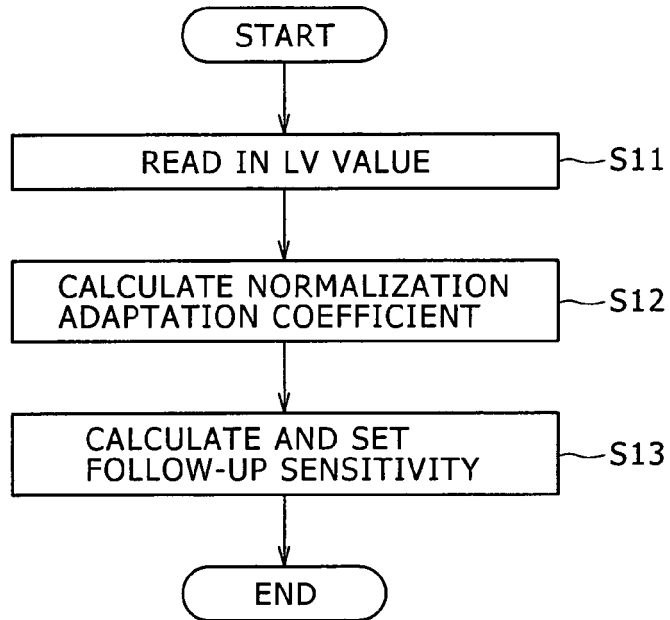 START
READ IN LV VALUE
S11
CALCULATE NORMALIZATION
ADAPTATION COEFFICIENT
S12
CALCULATE AND SET
FOLLOW-UP SENSITIVITY
S13
END